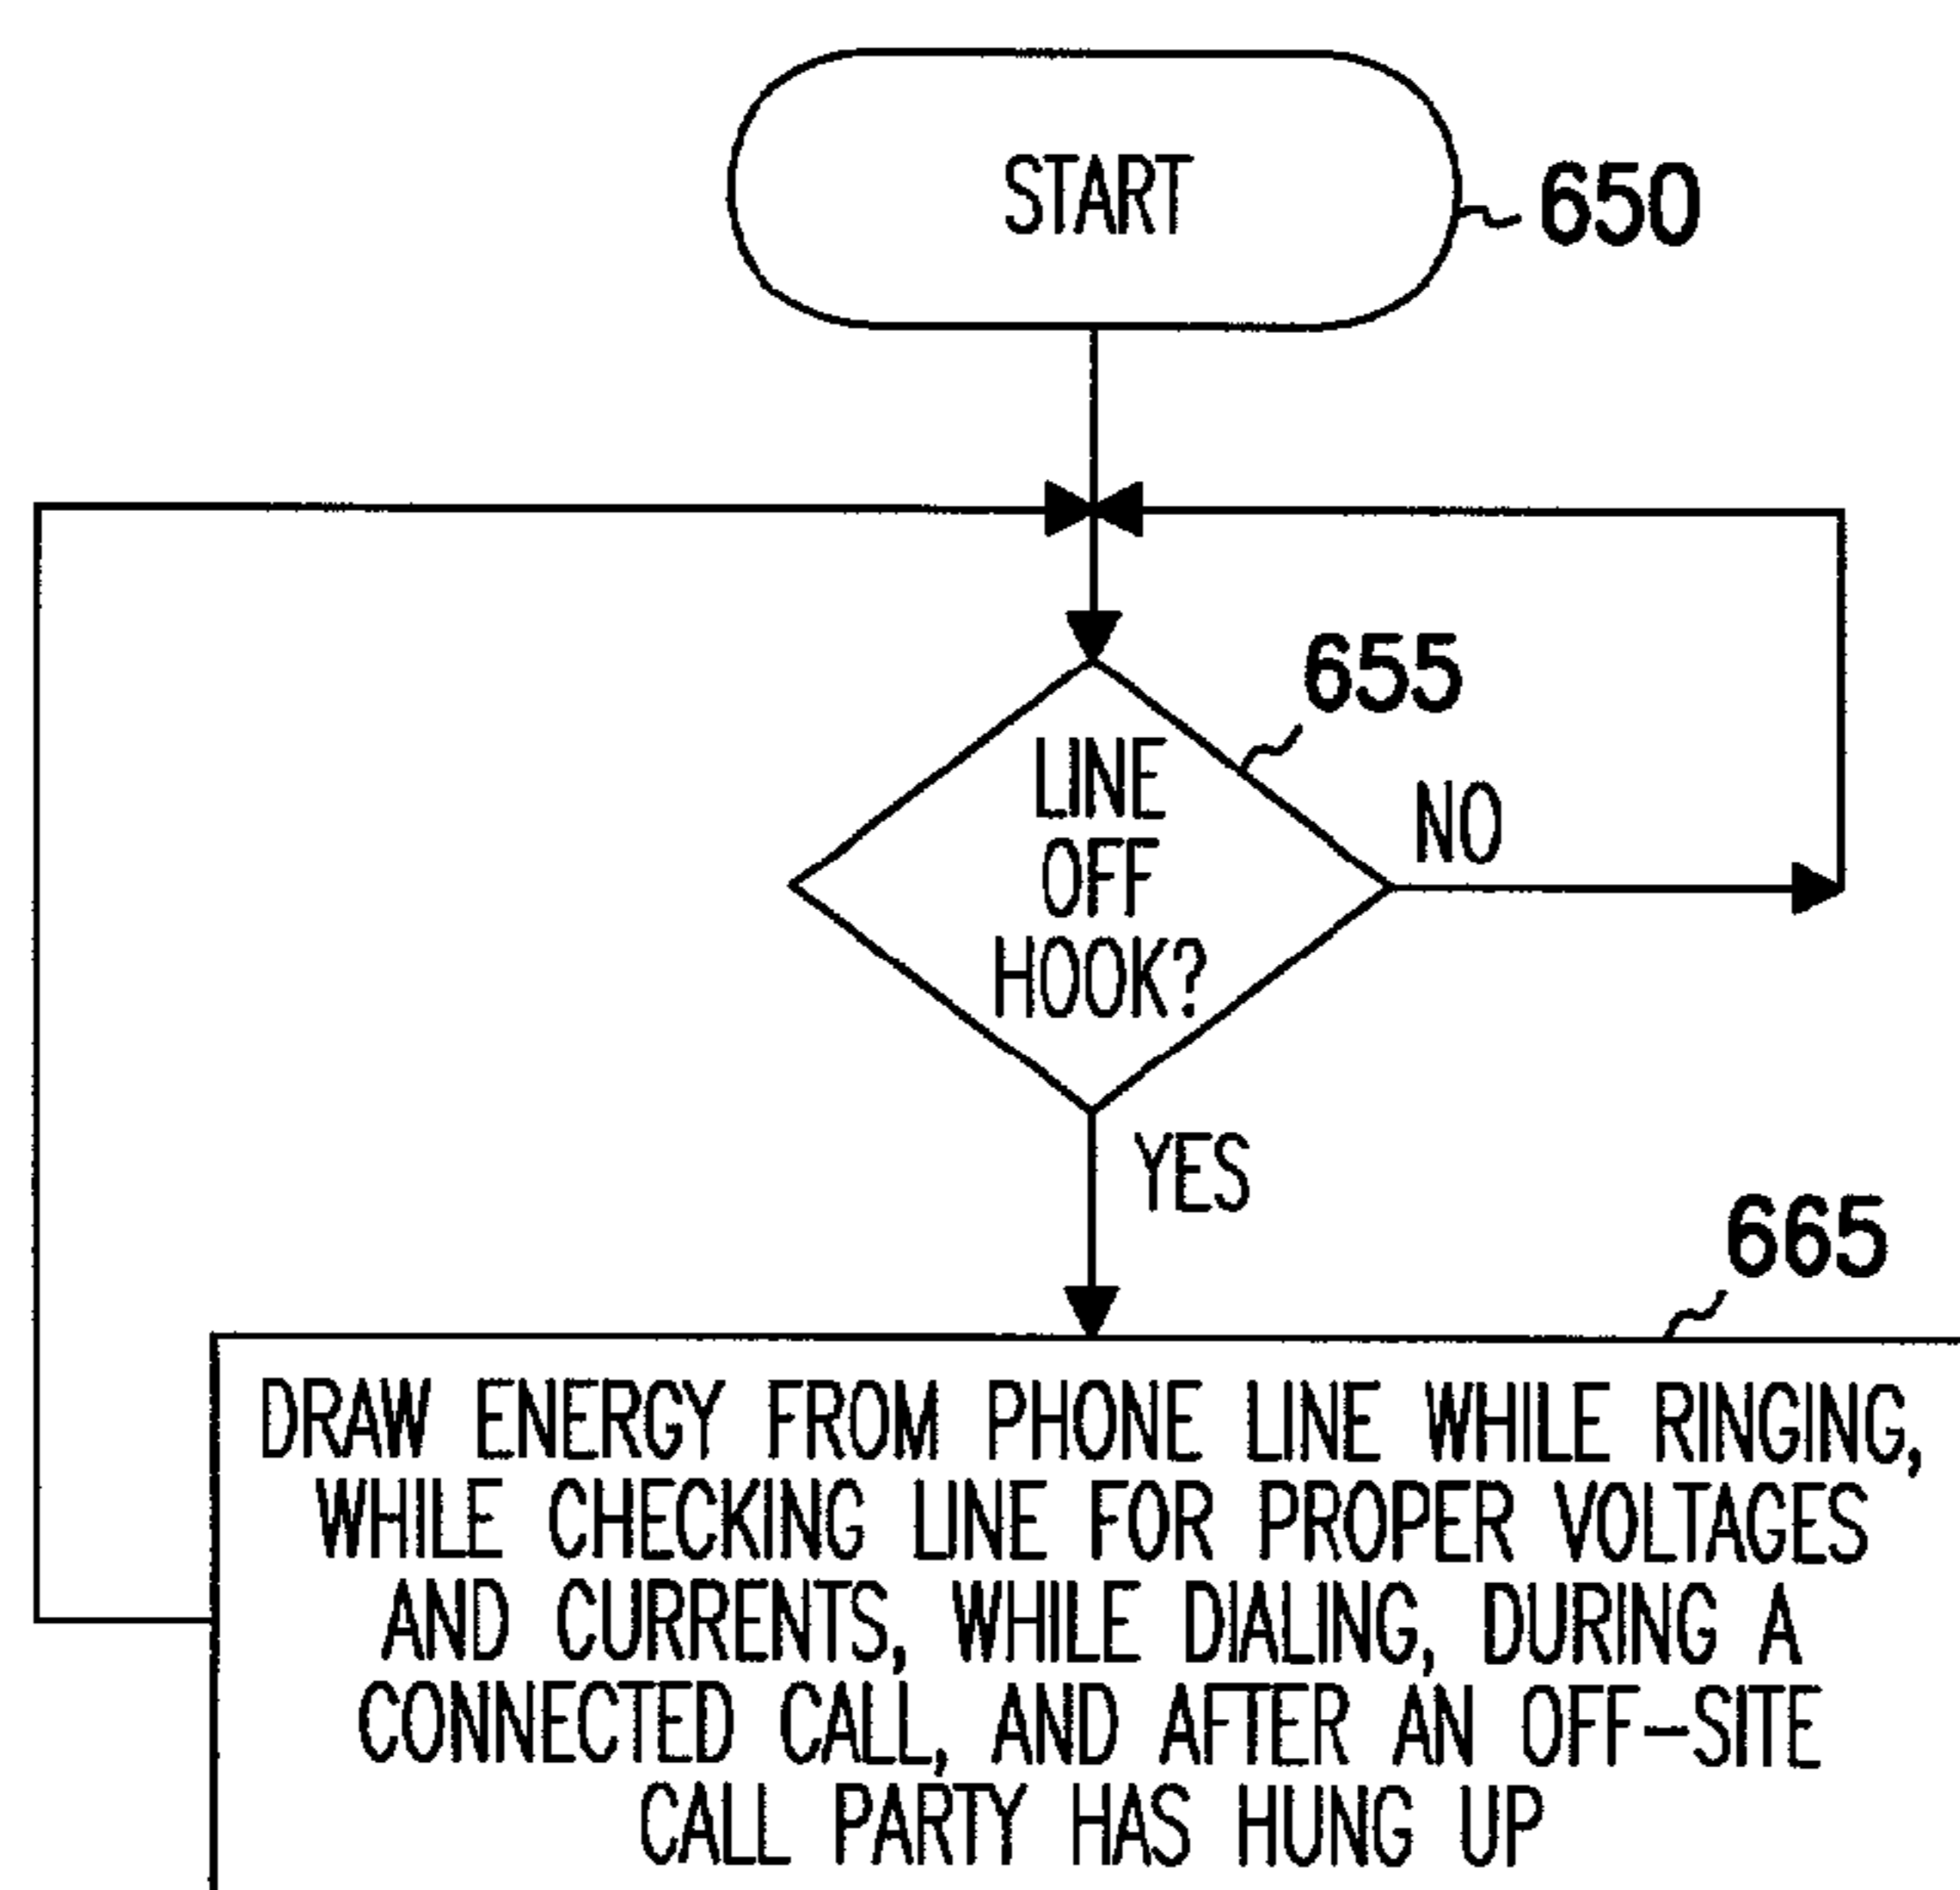 START
650
655
LINE
OFF
HOOK?
NO
YES
665
DRAW ENERGY FROM PHONE LINE WHILE RINGING,
WHILE CHECKING LINE FOR PROPER VOLTAGES
AND CURRENTS, WHILE DIALING, DURING A
CONNECTED CALL, AND AFTER AN OFF-SITE
CALL PARTY HAS HUNG UP